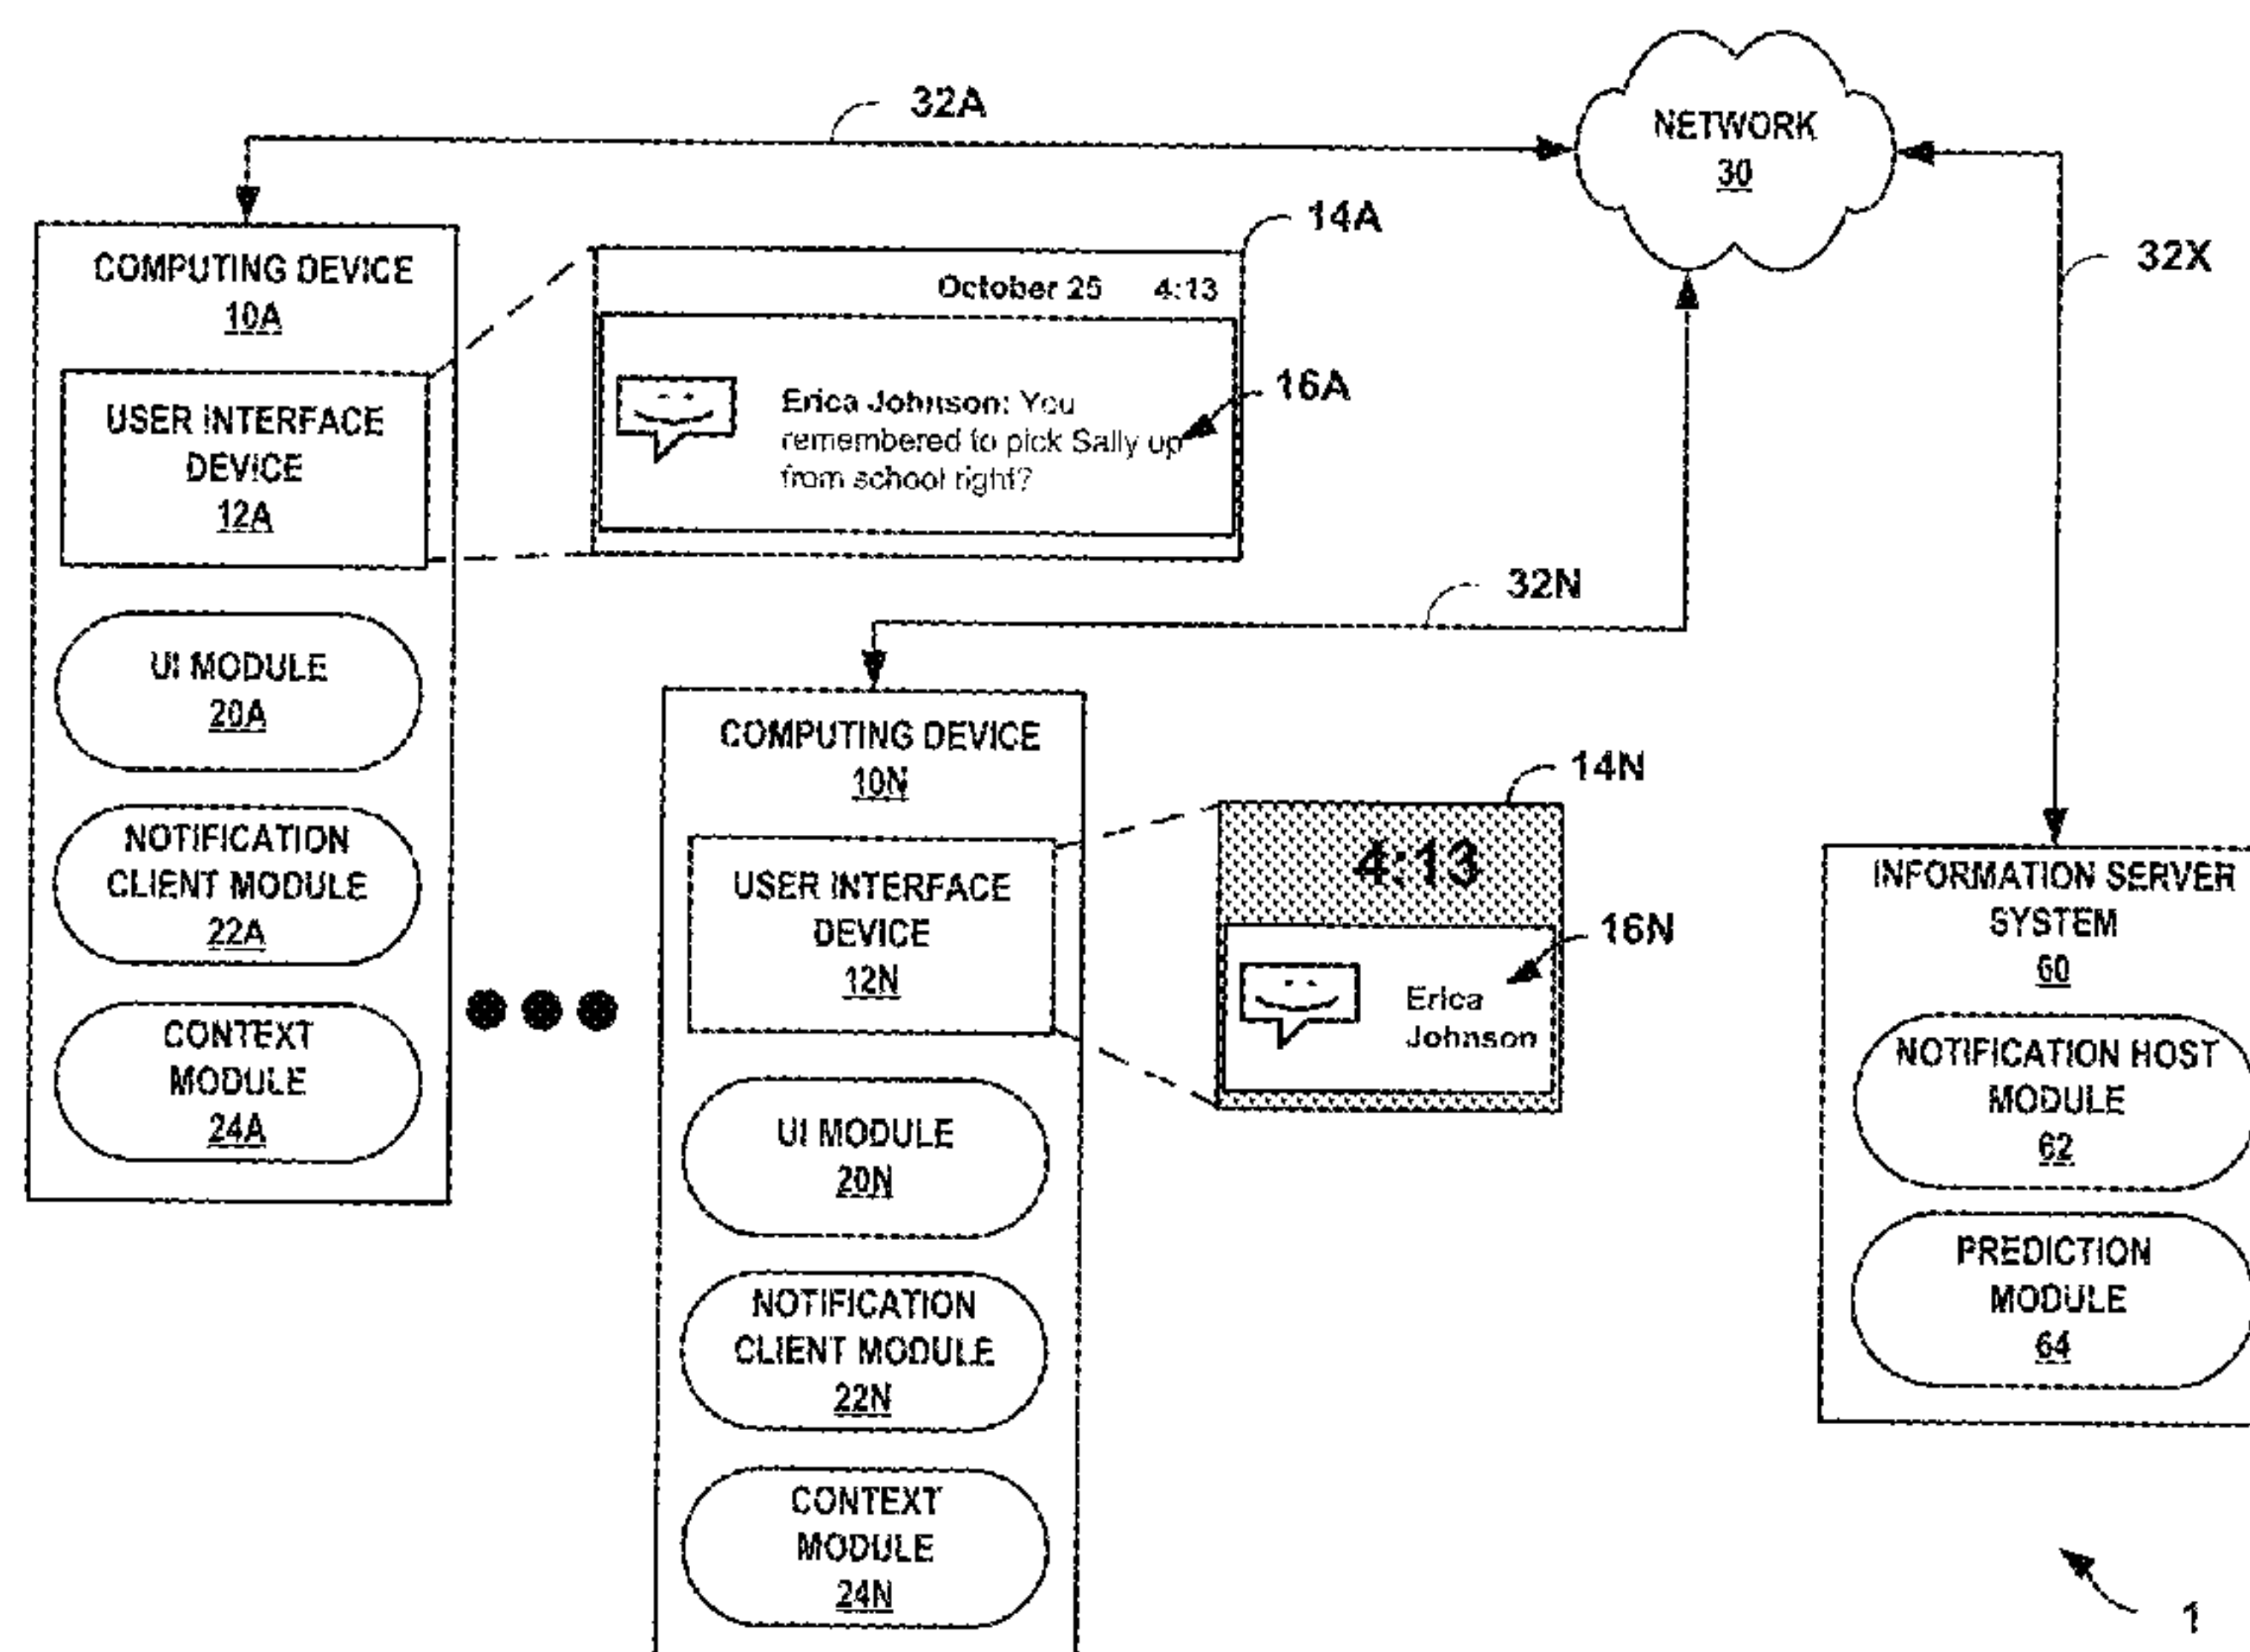 32A
NETWORK
30
32X
COMPUTING DEVICE
10A
USER INTERFACE
DEVICE
12A
UI MODULE
20A
NOTIFICATION
CLIENT MODULE
22A
CONTEXT
MODULE
24A
14A
October 25 4:13
Erica Johnson: You
remembered to pick Sally up
from school right?
16A
32N
COMPUTING DEVICE
10N
USER INTERFACE
DEVICE
12N
UI MODULE
20N
NOTIFICATION
CLIENT MODULE
22N
CONTEXT
MODULE
24N
14N
4:13
Erica
Johnson
16N
INFORMATION SERVER
SYSTEM
60
NOTIFICATION HOST
MODULE
62
PREDICTION
MODULE
64
1